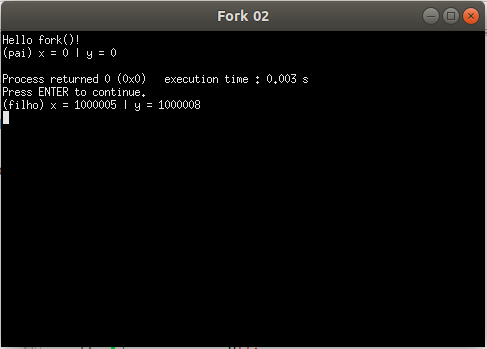 Fork 02
Hello fork()!
(pai) x = 0 | y = 0
Process returned 0 (0x0)   execution time : 0.003 s
Press ENTER to continue.
(filho) x = 1000005 | y = 1000008